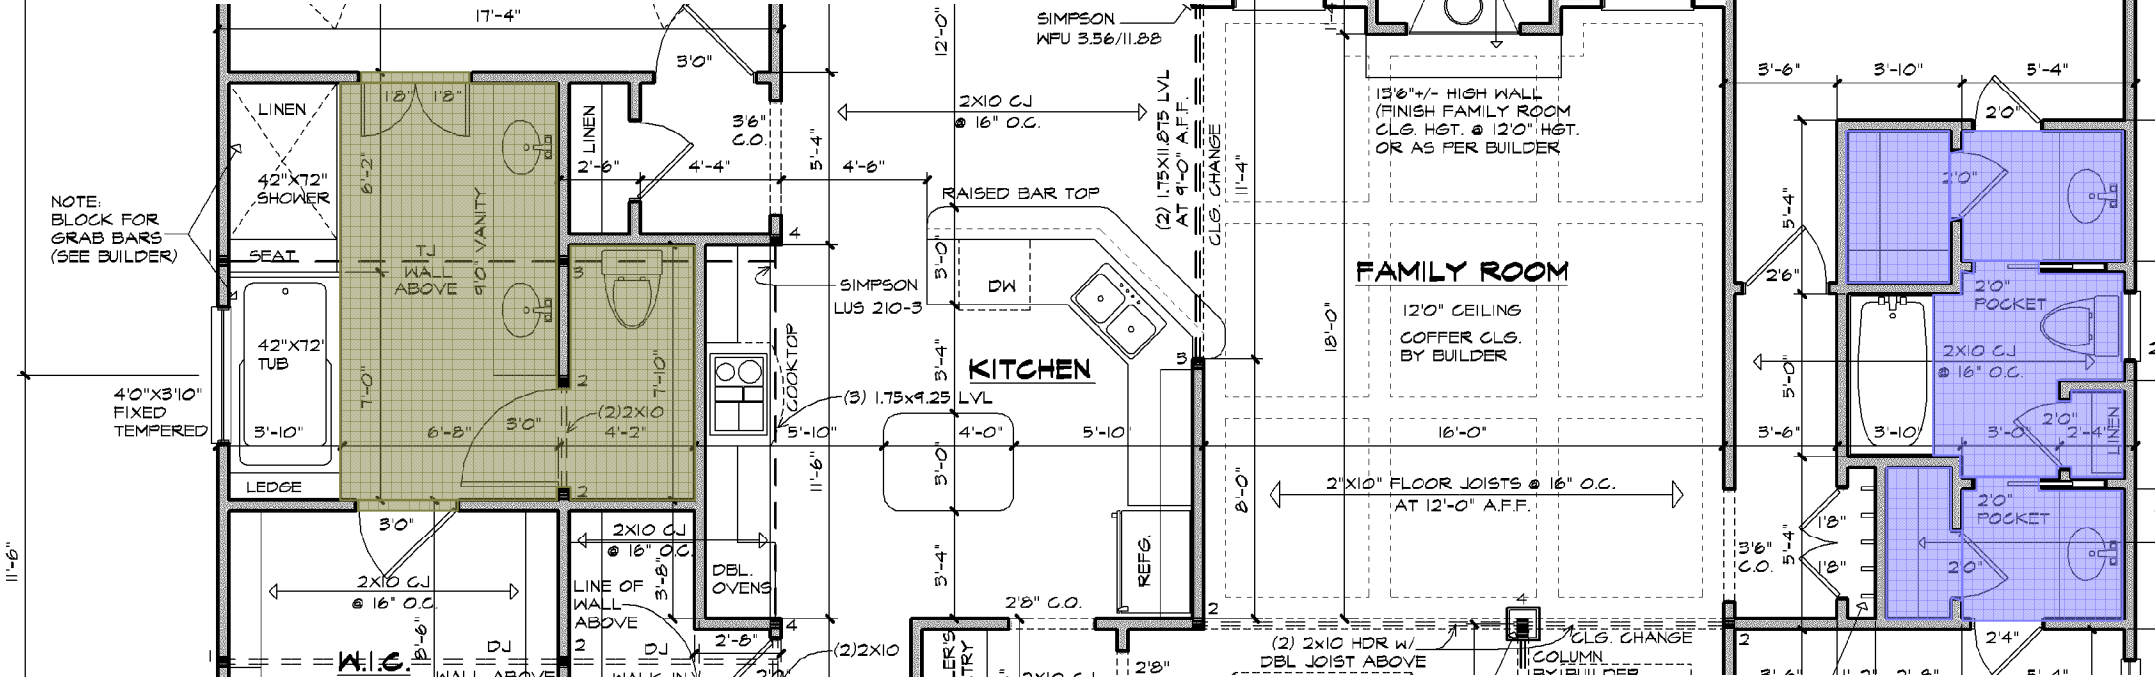 17'-4"
12'-0"
SIMPSON
WPU 3.56/11.88
3'0"
1'8" 1'8"
LINEN
LINEN
42"X72"
SHOWER
6'-2"
9'0" VANITY
TJ
WALL
ABOVE
SEAT
NOTE:
BLOCK FOR
GRAB BARS
(SEE BUILDER)
1
42"X72"
TUB
4'0"X3'10"
FIXED
TEMPERED
3'-10"
LEDGE
7'-0"
6'-8"
3'0"
4'-2"
(2)2X10
7'-10"
3
2
2
2'-6"
4'-4"
3'6"
C.O.
5'-4"
4'-6"
4
2X10 CJ
@ 16" O.C.
RAISED BAR TOP
3'-0"
DW
SIMPSON
LUS 210-3
COOKTOP
KITCHEN
3'-4"
(3) 1.75x9.25 LVL
5'-10"
4'-0"
5'-10"
5'-0"
11'-6"
3'-4"
REFG.
DBL.
OVENS
2'8" C.O.
3
2
(2) 1.75X11.875 LVL
AT 9'-0" A.F.F.
CLG. CHANGE
11'-4"
13'6"+/- HIGH WALL
(FINISH FAMILY ROOM
CLG. HGT. @ 12'0" HGT.
OR AS PER BUILDER
FAMILY ROOM
12'0" CEILING
COFFER CLG.
BY BUILDER
18'-0"
16'-0"
8'-0"
2"X10" FLOOR JOISTS @ 16" O.C.
AT 12'-0" A.F.F.
4
(2) 2x10 HDR W/
DBL JOIST ABOVE
CLG. CHANGE
COLUMN
BY BUILDER
2
3'-6"
3'-10"
5'-4"
2'0"
2'0"
5'-4"
2'6"
2'0"
POCKET
2X10 CJ
@ 16" O.C.
5'-0"
3'-6"
3'-10"
3'-0"
2'0"
2'-4"
LINEN
2'0"
POCKET
1'8"
1'8"
2'0"
3'6"
C.O.
5'-4"
2'4"
11'-6"
3'0"
2X10 CJ
@ 16" O.C.
2X10 CJ
@ 16" O.C.
LINE OF
WALL
ABOVE
3'-8"
8'-6"
W.I.C.
DJ
DJ
2
1
2'-8"
4
(2)2X10
2'8"